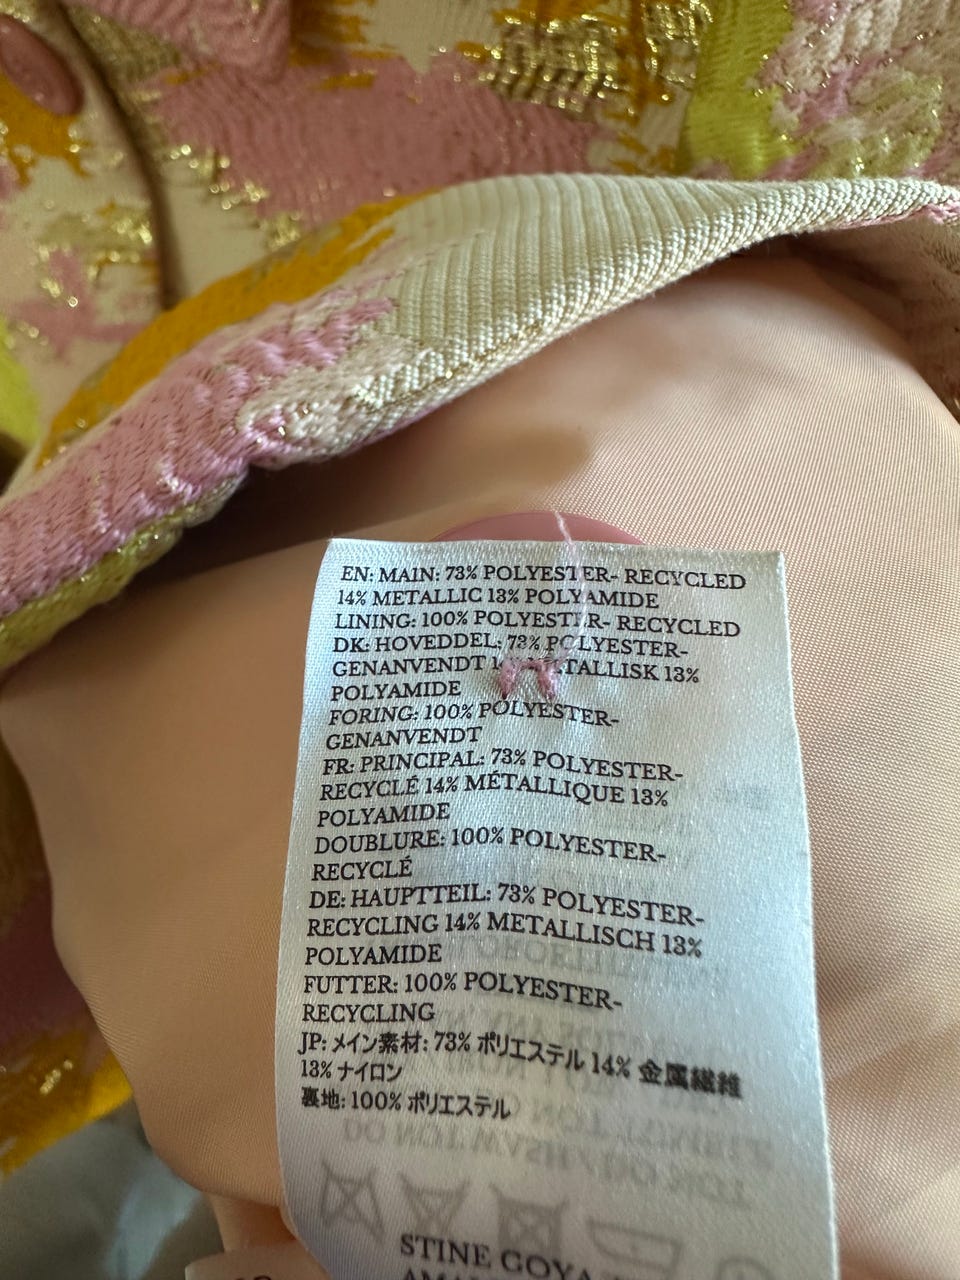 EN: MAIN: 73% POLYESTER- RECYCLED
14% METALLIC 13% POLYAMIDE
LINING: 100% POLYESTER- RECYCLED
DK: HOVEDDEL: 73% POLYESTER-
GENANVENDT METALLISK 13%
POLYAMIDE
FORING: 100% POLYESTER-
GENANVENDT
FR: PRINCIPAL: 73% POLYESTER-
RECYCLÉ 14% MÉTALLIQUE 13%
POLYAMIDE
DOUBLURE: 100% POLYESTER-
RECYCLÉ
DE: HAUPTTEIL: 73% POLYESTER-
RECYCLING 14% METALLISCH 13%
POLYAMIDE
FUTTER: 100% POLYESTER-
RECYCLING
JP: メイン素材: 73% ポリエステル 14% 金属繊維
13% ナイロン
裏地: 100% ポリエステル
STINE GOYA